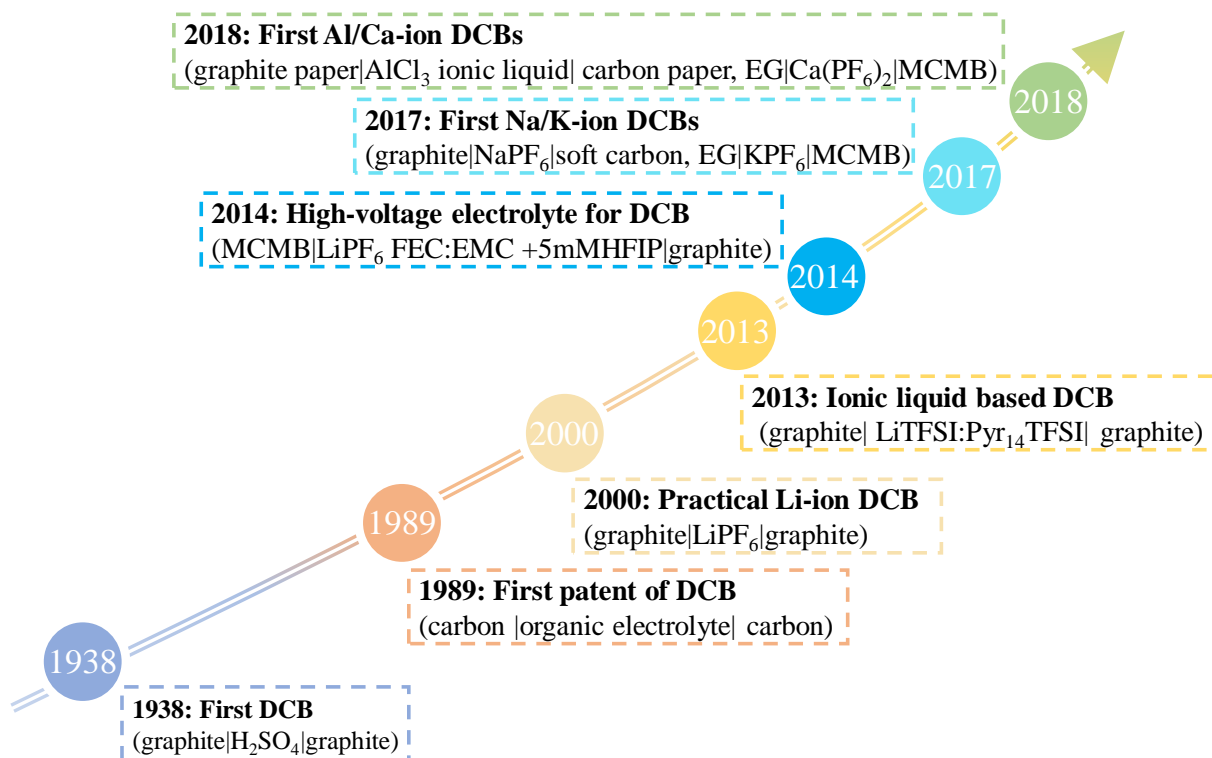 2018: First Al/Ca-ion DCBs
(graphite paper|AlCl₃ ionic liquid| carbon paper, EG|Ca(PF₆)₂|MCMB)
2018
2017: First Na/K-ion DCBs
(graphite|NaPF₆|soft carbon, EG|KPF₆|MCMB)
2017
2014: High-voltage electrolyte for DCB
(MCMB|LiPF₆ FEC:EMC +5mMHFIP|graphite)
2014
2013
2013: Ionic liquid based DCB
(graphite| LiTFSI:Pyr₁₄TFSI| graphite)
2000
2000: Practical Li-ion DCB
(graphite|LiPF₆|graphite)
1989
1989: First patent of DCB
(carbon |organic electrolyte| carbon)
1938
1938: First DCB
(graphite|H₂SO₄|graphite)